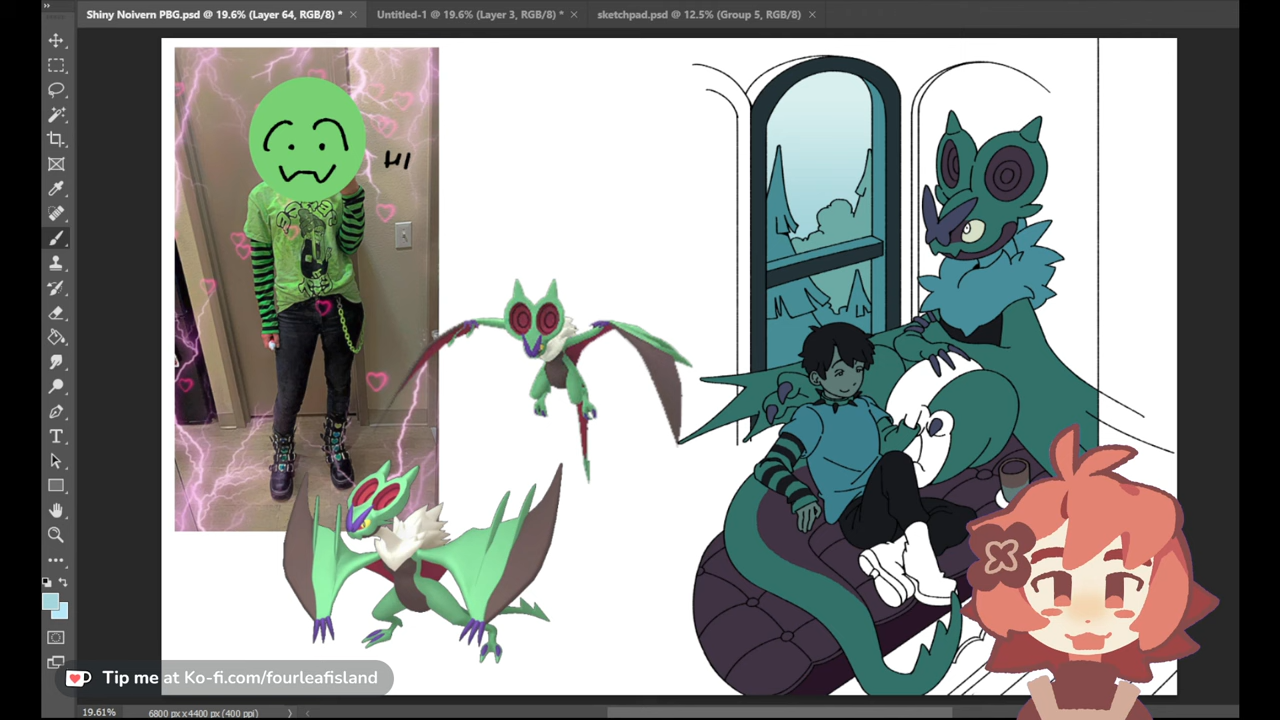 Shiny Noivern PBG.psd @ 19.6% (Layer 64, RGB/8) *
Untitled-1 @ 19.6% (Layer 3, RGB/8) *
sketchpad.psd @ 12.5% (Group 5, RGB/8)
HI
Tip me at Ko-fi.com/fourleafisland
19.61%
6800 px x 4400 px (400 ppi)